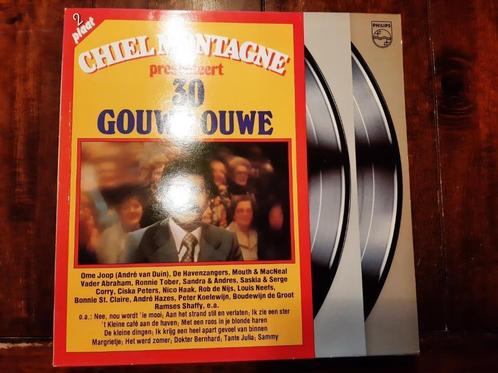 2 plaat
PHILIPS
CHIEL MONTAGNE
presenteert
30
GOUWE OUWE
Ome Joop (André van Duin), De Havenzangers, Mouth & MacNeal
Vader Abraham, Ronnie Tober, Sandra & Andres, Saskia & Serge
Corry, Ciska Peters, Nico Haak, Rob de Nijs, Louis Neefs,
Bonnie St. Claire, André Hazes, Peter Koelewijn, Boudewijn de Groot
Ramses Shaffy, e.a.
o.a.: Nee, nou wordt 'ie mooi; Aan het strand stil en verlaten; Ik zie een ster
't Kleine café aan de haven; Met een roos in je blonde haren
De kleine dingen; Ik krijg een heel apart gevoel van binnen
Margrietje; Het werd zomer; Dokter Bernhard; Tante Julia; Sammy